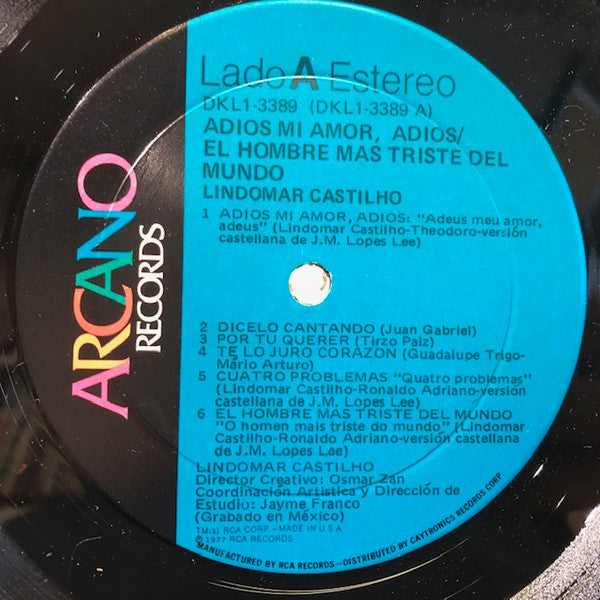 ARCANO
RECORDS
Lado A Estereo
DKL1-3389 (DKL1-3389 A)
ADIOS MI AMOR, ADIOS/
EL HOMBRE MAS TRISTE DEL
MUNDO
LINDOMAR CASTILHO
1 ADIOS MI AMOR, ADIOS: "Adeus meu amor,
adeus" (Lindomar Castilho-Theodoro-versión
castellana de J.M. Lopes Lee)
2 DICELO CANTANDO (Juan Gabriel)
3 POR TU QUERER (Tirzo Paiz)
4 TE LO JURO CORAZON (Guadalupe Trigo-
Mário Arturo)
5 CUATRO PROBLEMAS "Quatro problemas"
(Lindomar Castilho-Ronaldo Adriano-versión
castellana de J.M. Lopes Lee)
6 EL HOMBRE MAS TRISTE DEL MUNDO
"O homen mais triste do mundo" (Lindomar
Castilho-Ronaldo Adriano-versión castellana
de J.M. Lopes Lee)
LINDOMAR CASTILHO
Director Creativo: Osmar Zan
Coordinación Artística y Dirección de
Estudio: Jayme Franco
(Grabado en México)
TM(s) RCA CORP.-MADE IN U.S.A.
℗ 1977 RCA RECORDS
MANUFACTURED BY RCA RECORDS-DISTRIBUTED BY CAYTRONICS RECORDS CORP